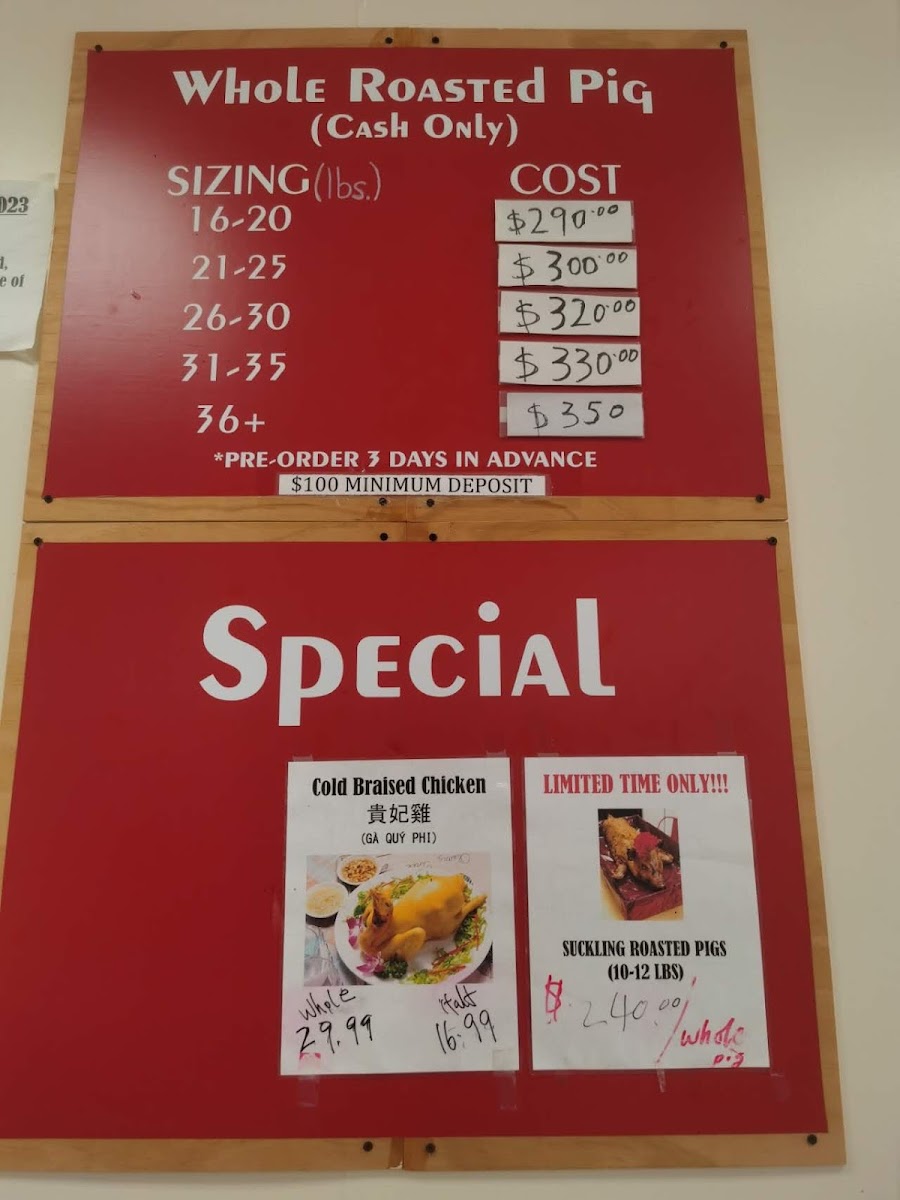 Whole Roasted Pig
(Cash Only)
SIZING (lbs.) COST
16-20 $290.00
21-25 $300.00
26-30 $320.00
31-35 $330.00
36+ $350
*PRE-ORDER 3 DAYS IN ADVANCE
$100 MINIMUM DEPOSIT
Special
Cold Braised Chicken
貴妃雞
(GÀ QUÝ PHI)
Whole Half
29.99 16.99
LIMITED TIME ONLY!!!
SUCKLING ROASTED PIGS
(10-12 LBS)
$240.00/whole
pig
e of